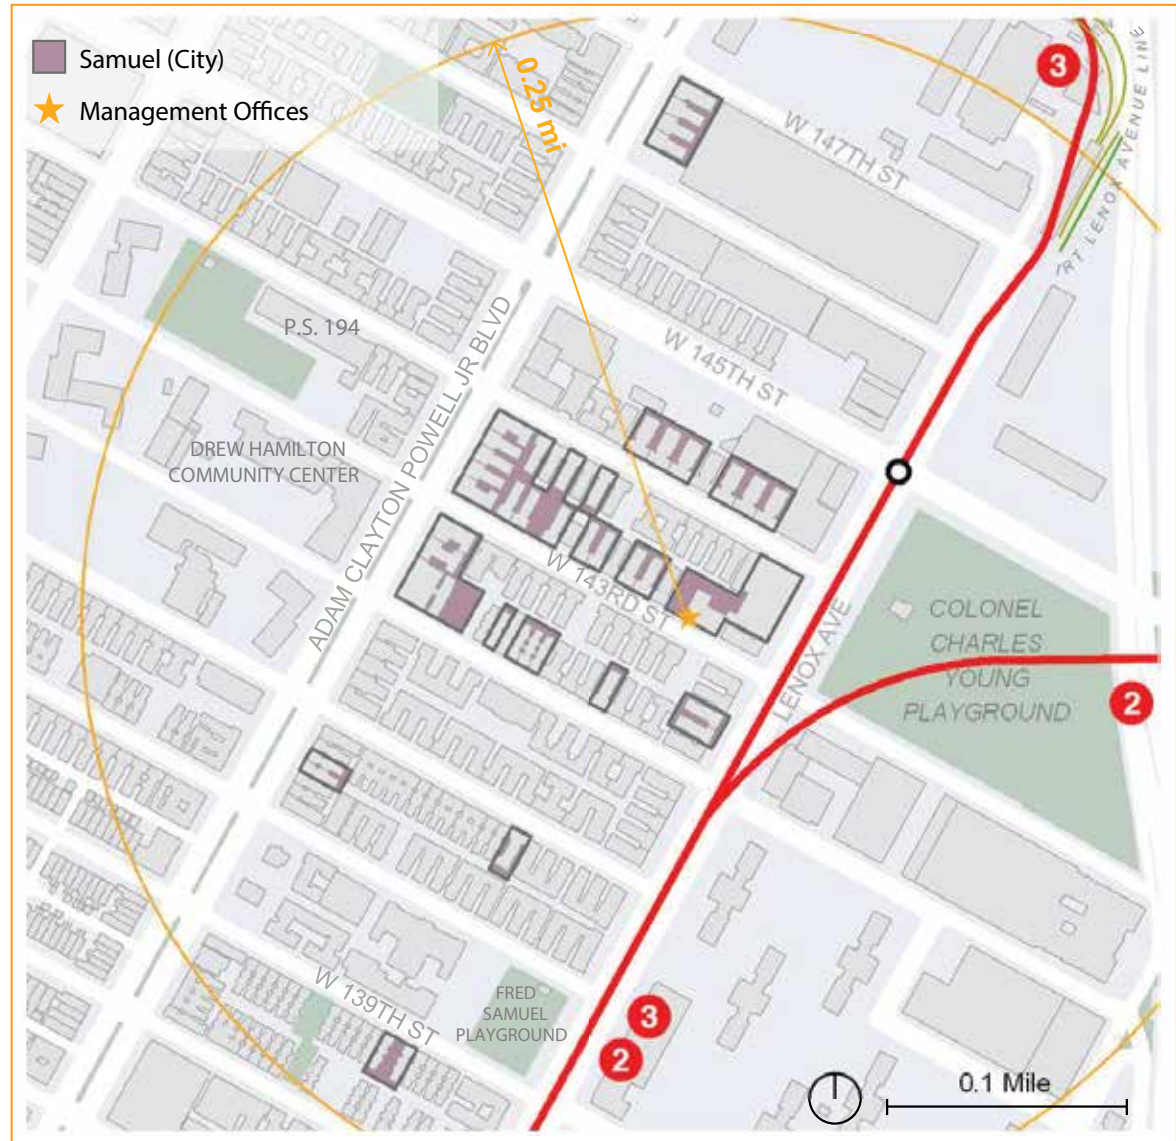 Samuel (City)
Management Offices
0.25 mi
3
W 147TH ST
IRT LENOX AVENUE LINE
P.S. 194
ADAM CLAYTON POWELL JR BLVD
W 145TH ST
DREW HAMILTON
COMMUNITY CENTER
W 143RD ST
LENOX AVE
COLONEL
CHARLES
YOUNG
PLAYGROUND
2
W 139TH ST
FRED
SAMUEL
PLAYGROUND
3
2
0.1 Mile